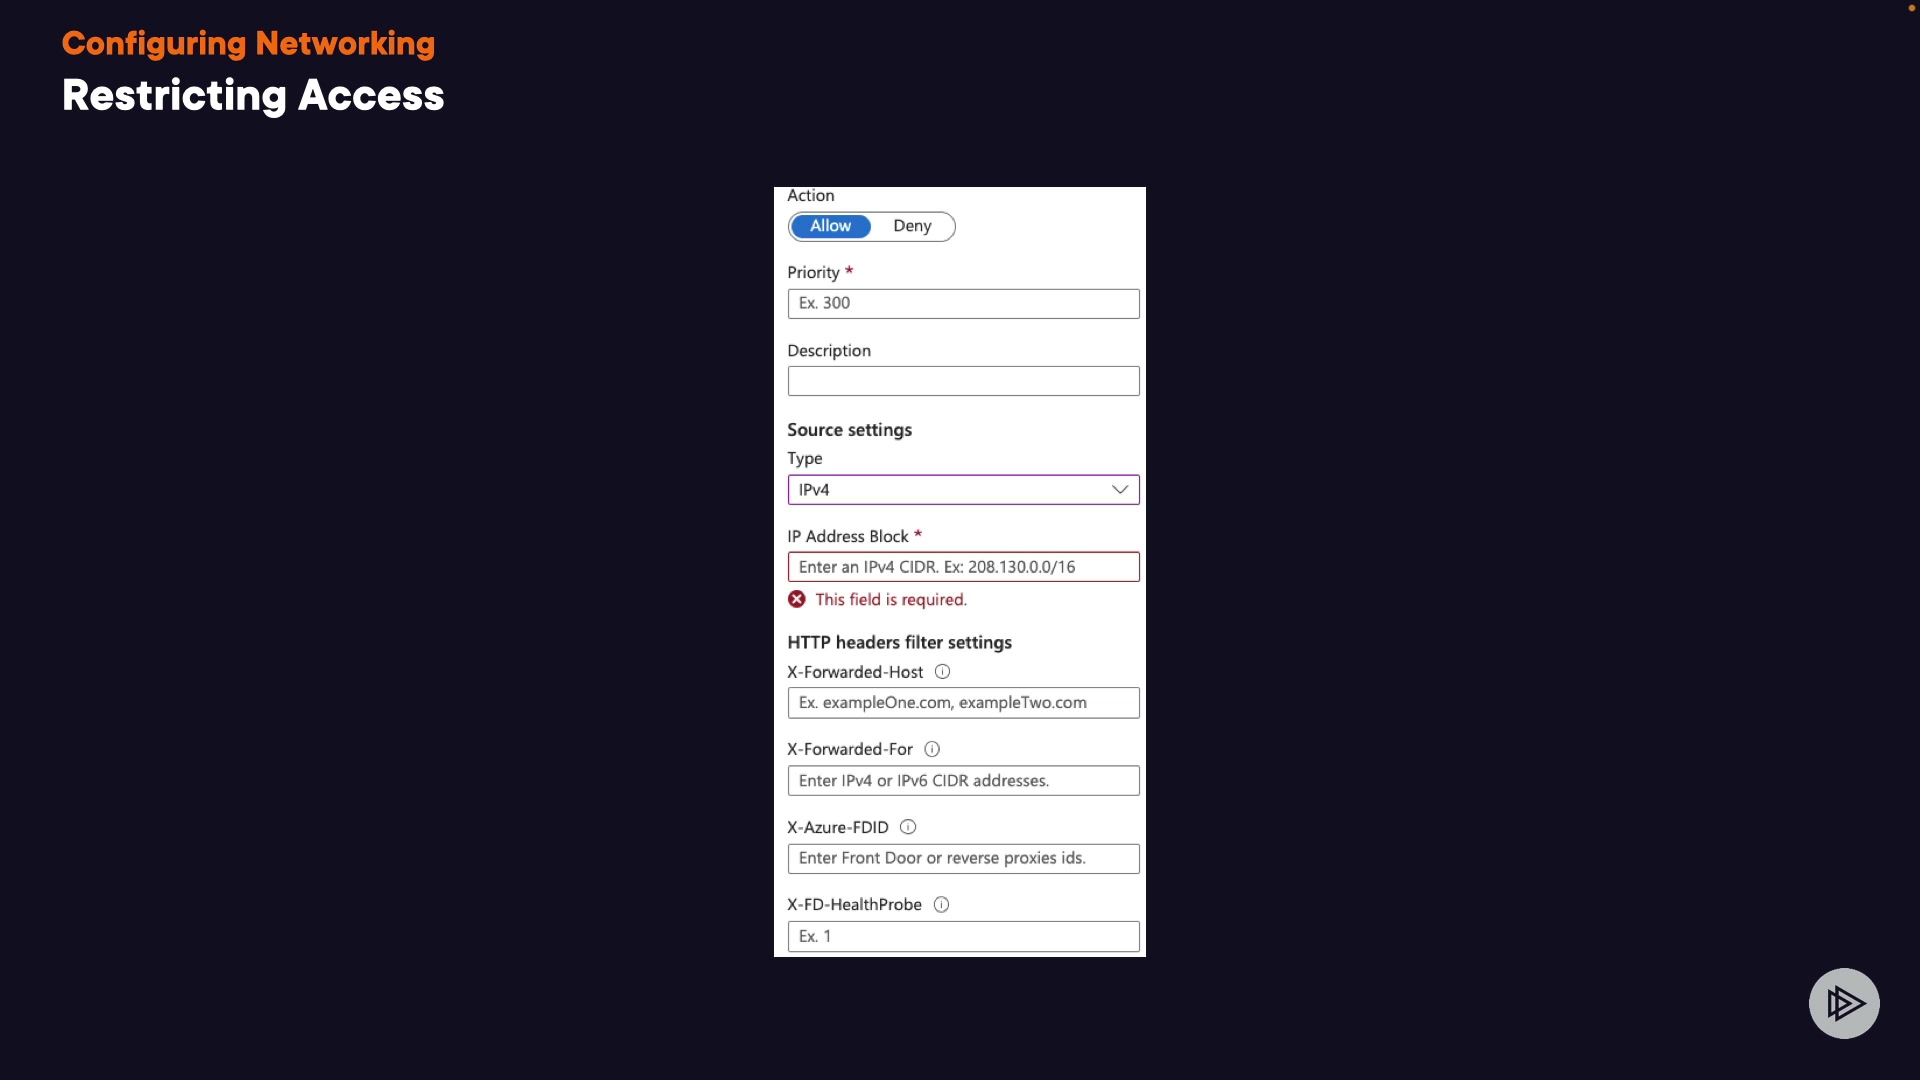 Configuring Networking
Restricting Access
Action
Allow Deny
Priority *
Ex. 300
Description
Source settings
Type
IPv4
IP Address Block *
Enter an IPv4 CIDR. Ex: 208.130.0.0/16
This field is required.
HTTP headers filter settings
X-Forwarded-Host
Ex. exampleOne.com, exampleTwo.com
X-Forwarded-For
Enter IPv4 or IPv6 CIDR addresses.
X-Azure-FDID
Enter Front Door or reverse proxies ids.
X-FD-HealthProbe
Ex. 1